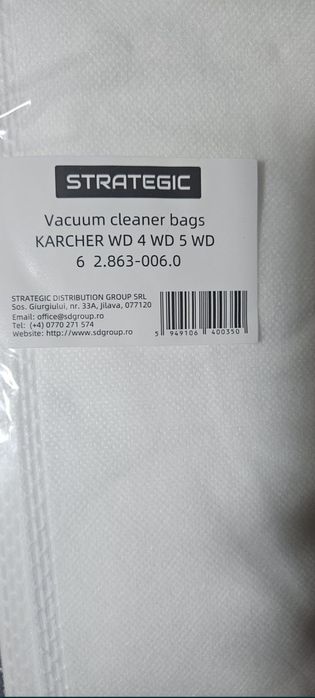 STRATEGIC
Vacuum cleaner bags
KARCHER WD 4 WD 5 WD
6 2.863-006.0
STRATEGIC DISTRIBUTION GROUP SRL
Sos. Giurgiului, nr. 33A, Jilava, 077120
Email: office@sdgroup.ro
Tel: (+4) 0770 271 574
Website: http://www.sdgroup.ro
5 949106 400350